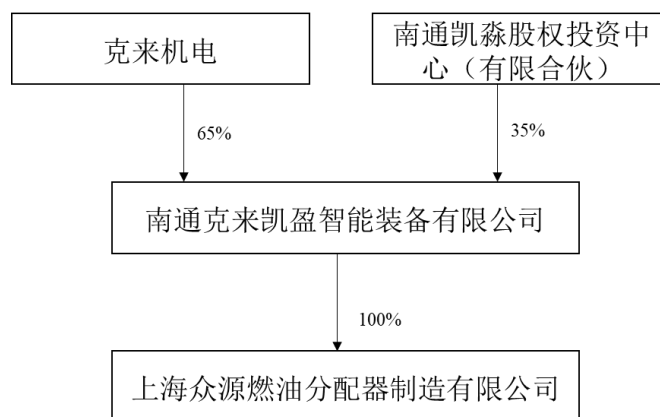 克来机电
南通凯淼股权投资中
心（有限合伙）
65%
35%
南通克来凯盈智能装备有限公司
100%
上海众源燃油分配器制造有限公司